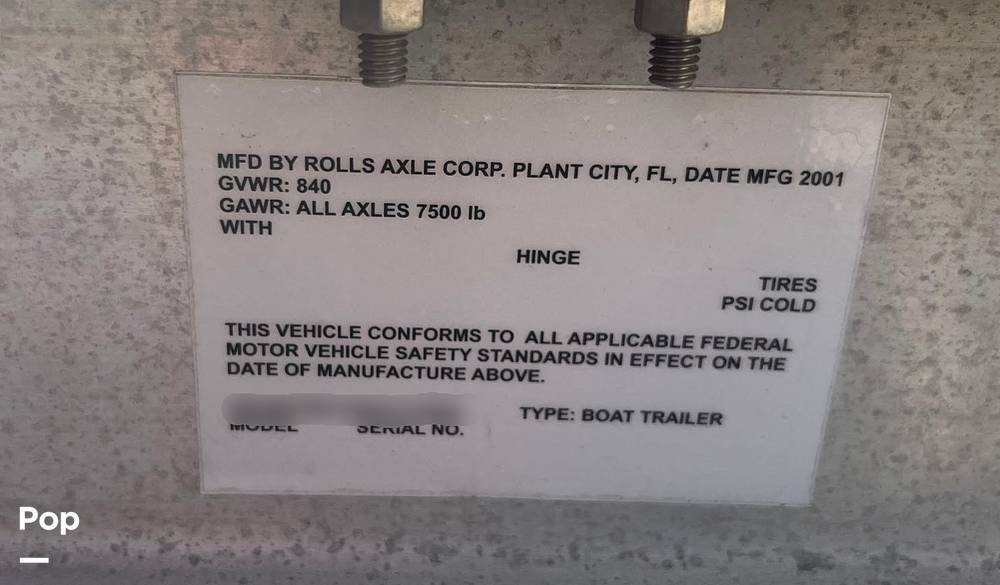 MFD BY ROLLS AXLE CORP. PLANT CITY, FL, DATE MFG 2001
GVWR: 840
GAWR: ALL AXLES 7500 lb
WITH
HINGE
TIRES
PSI COLD
THIS VEHICLE CONFORMS TO ALL APPLICABLE FEDERAL
MOTOR VEHICLE SAFETY STANDARDS IN EFFECT ON THE
DATE OF MANUFACTURE ABOVE.
TYPE: BOAT TRAILER
MODEL SERIAL NO.
Pop